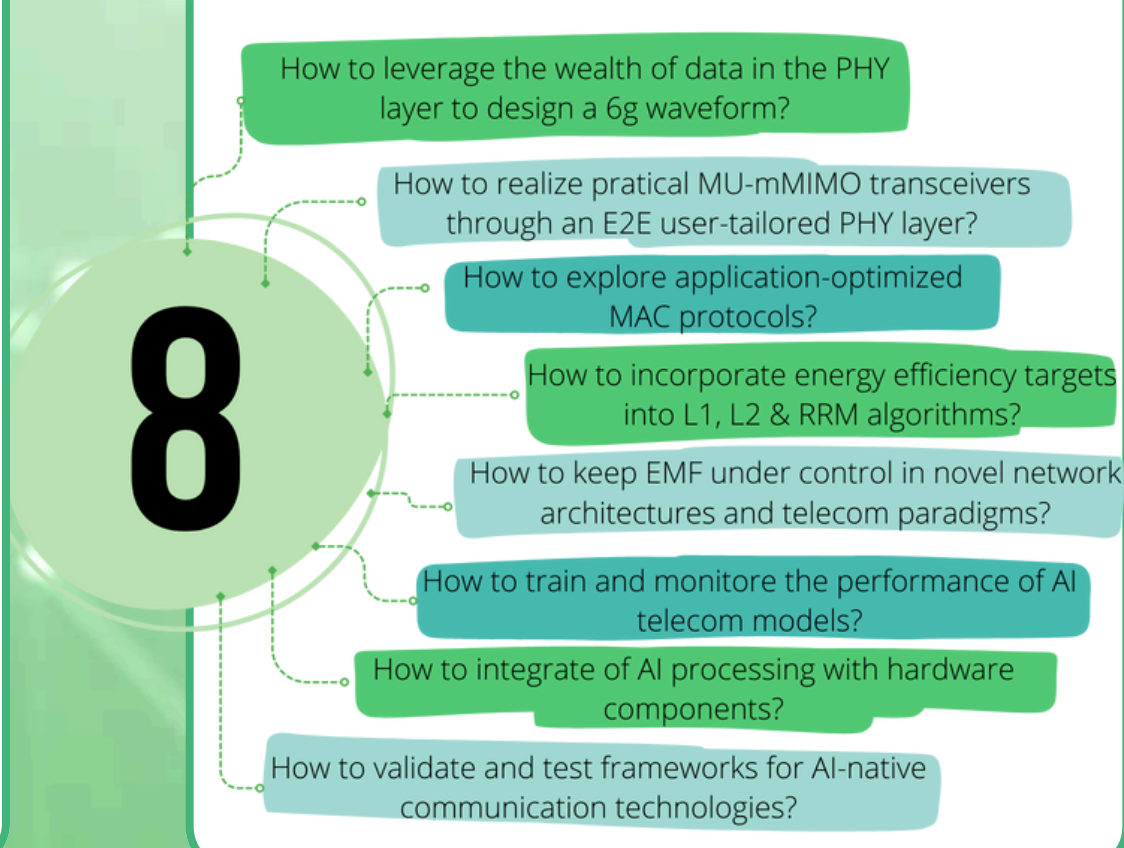 How to leverage the wealth of data in the PHY
layer to design a 6g waveform?
How to realize pratical MU-mMIMO transceivers
through an E2E user-tailored PHY layer?
How to explore application-optimized
MAC protocols?
8
How to incorporate energy efficiency targets
into L1, L2 & RRM algorithms?
How to keep EMF under control in novel network
architectures and telecom paradigms?
How to train and monitore the performance of AI
telecom models?
How to integrate of AI processing with hardware
components?
How to validate and test frameworks for AI-native
communication technologies?